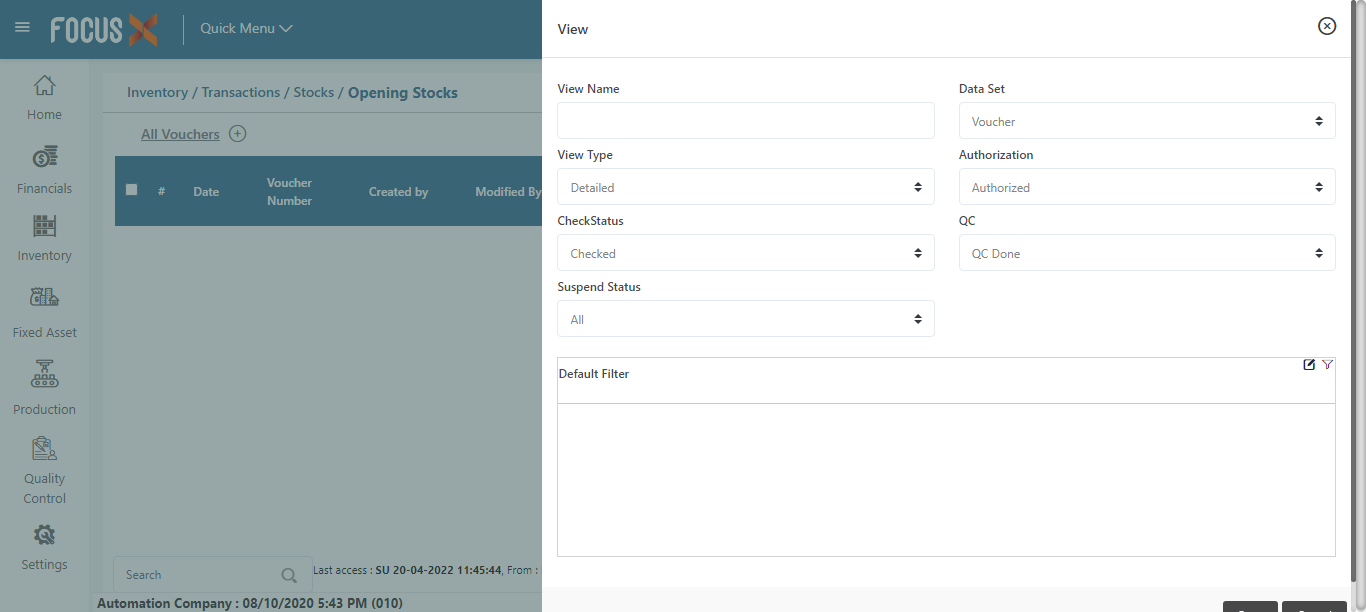 FOCUS X
Quick Menu
View
Home
Financials
Inventory
Fixed Asset
Production
Quality
Control
Settings
Inventory / Transactions / Stocks / Opening Stocks
All Vouchers
#
Date
Voucher
Number
Created by
Modified By
View Name
Data Set
Voucher
View Type
Authorization
Detailed
Authorized
CheckStatus
QC
Checked
QC Done
Suspend Status
All
Default Filter
Search
Last access : SU 20-04-2022 11:45:44, From :
Automation Company : 08/10/2020 5:43 PM (010)